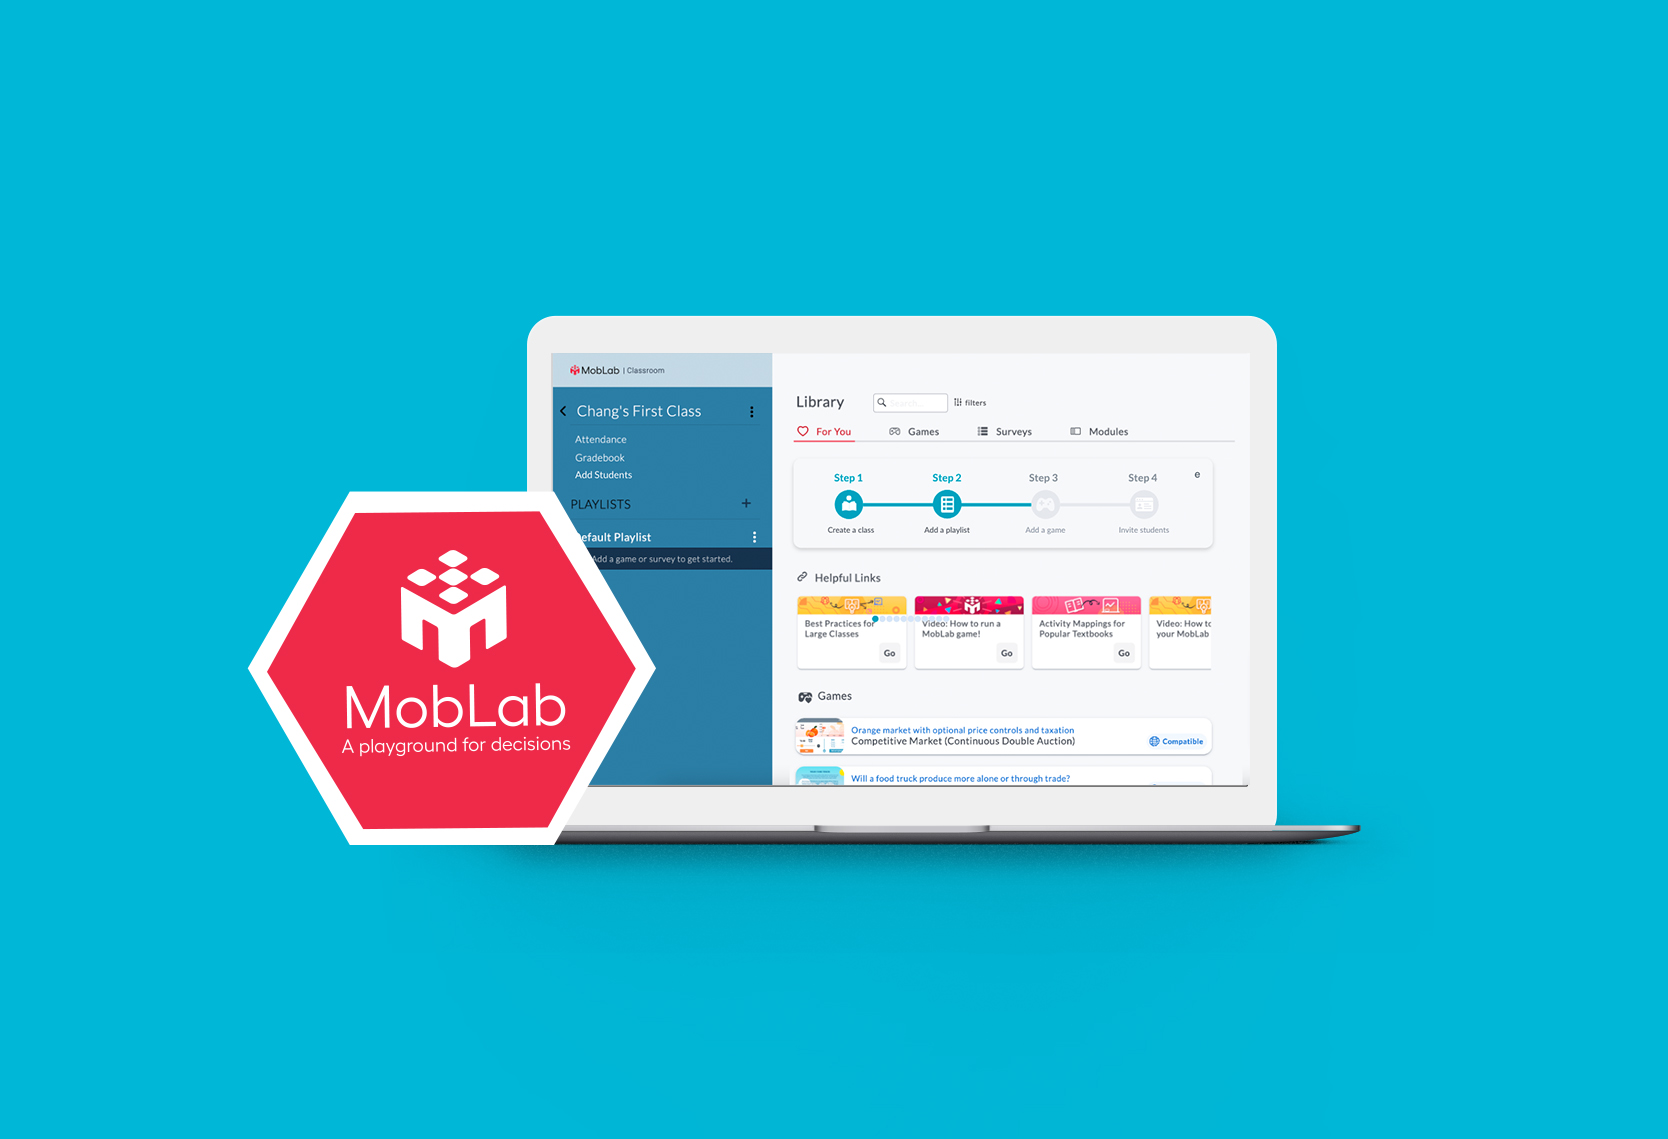 MobLab | Classroom
Chang's First Class
Attendance
Gradebook
Add Students
PLAYLISTS +
efault Playlist
Add a game or survey to get started.
MobLab
A playground for decisions
Library
Search...
filters
For You
Games
Surveys
Modules
Step 1
Step 2
Step 3
Step 4
e
Create a class
Add a playlist
Add a game
Invite students
Helpful Links
Best Practices for
Large Classes
Go
Video: How to run a
MobLab game!
Go
Activity Mappings for
Popular Textbooks
Go
Video: How to
your MobLab
Games
Orange market with optional price controls and taxation
Competitive Market (Continuous Double Auction)
Compatible
Will a food truck produce more alone or through trade?